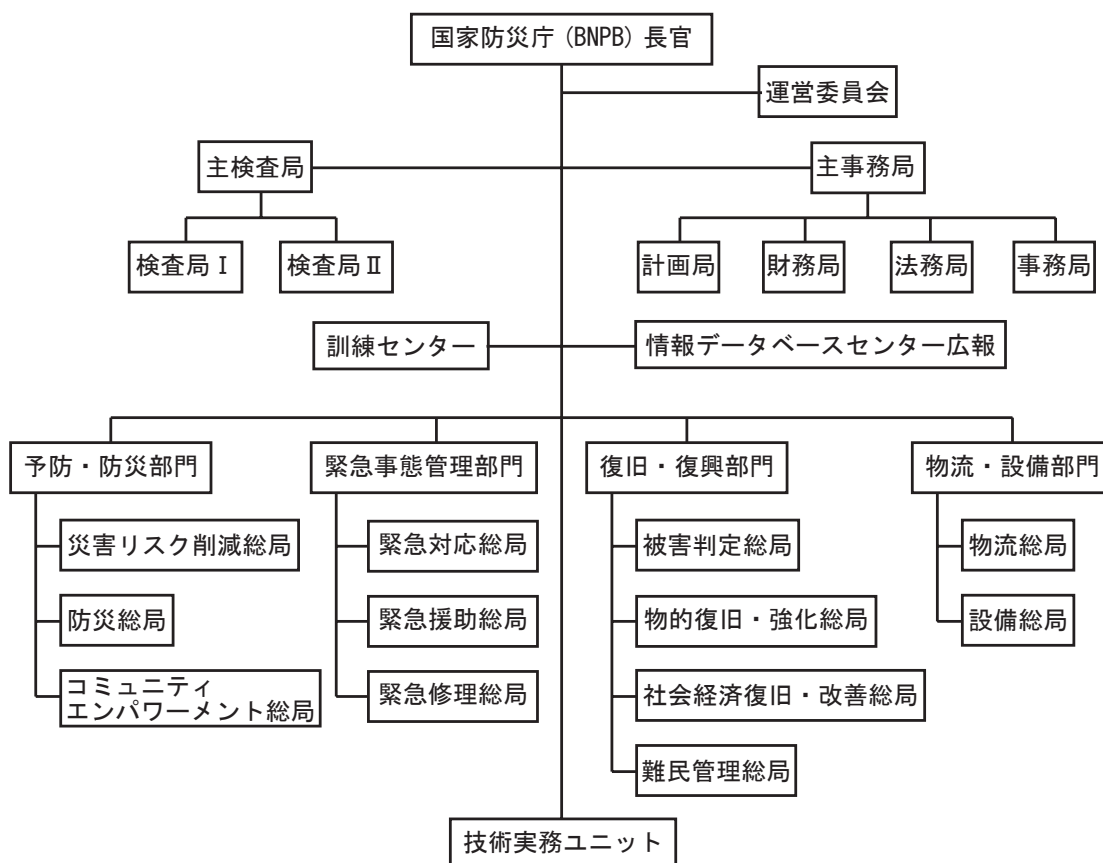 国家防災庁（BNPB）長官
運営委員会
主検査局
主事務局
検査局Ⅰ
検査局Ⅱ
計画局
財務局
法務局
事務局
訓練センター
情報データベースセンター広報
予防・防災部門
緊急事態管理部門
復旧・復興部門
物流・設備部門
災害リスク削減総局
防災総局
コミュニティ
エンパワーメント総局
緊急対応総局
緊急援助総局
緊急修理総局
被害判定総局
物的復旧・強化総局
社会経済復旧・改善総局
難民管理総局
物流総局
設備総局
技術実務ユニット